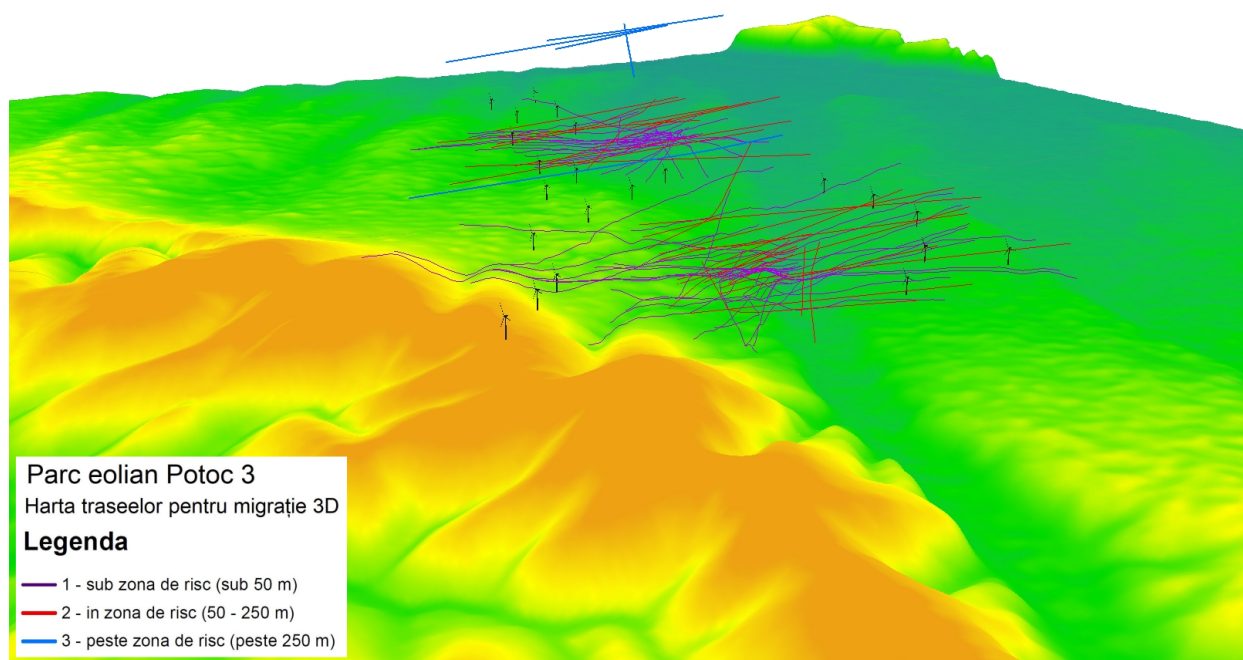 Parc eolian Potoc 3
Harta traseelor pentru migrație 3D
Legenda
1 - sub zona de risc (sub 50 m)
2 - in zona de risc (50 - 250 m)
3 - peste zona de risc (peste 250 m)